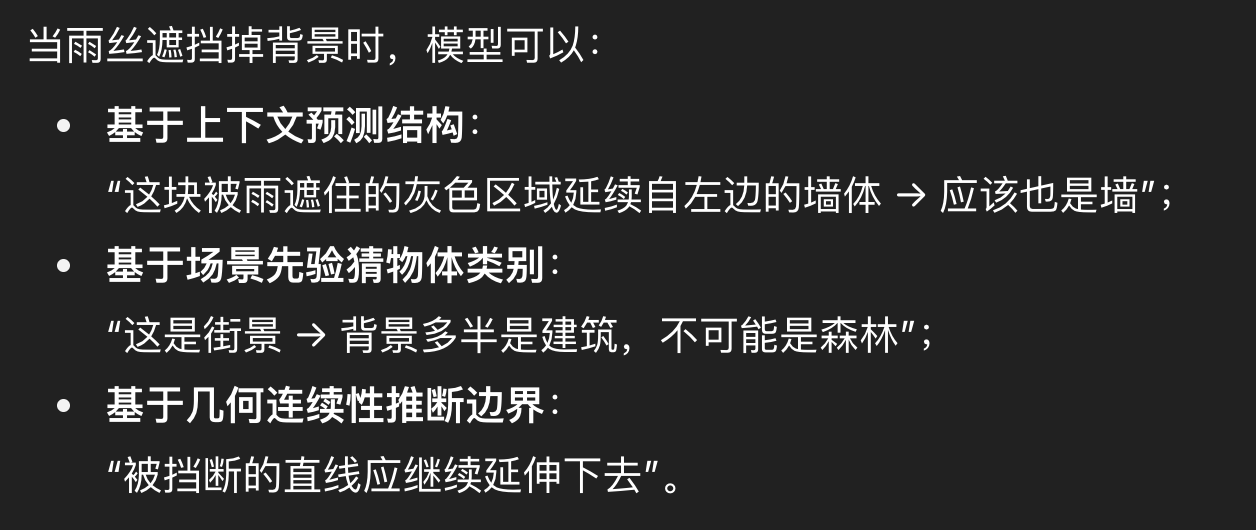 当雨丝遮挡掉背景时，模型可以：
• 基于上下文预测结构：
“这块被雨遮住的灰色区域延续自左边的墙体 → 应该也是墙”；
• 基于场景先验猜物体类别：
“这是街景 → 背景多半是建筑，不可能是森林”；
• 基于几何连续性推断边界：
“被挡断的直线应继续延伸下去”。